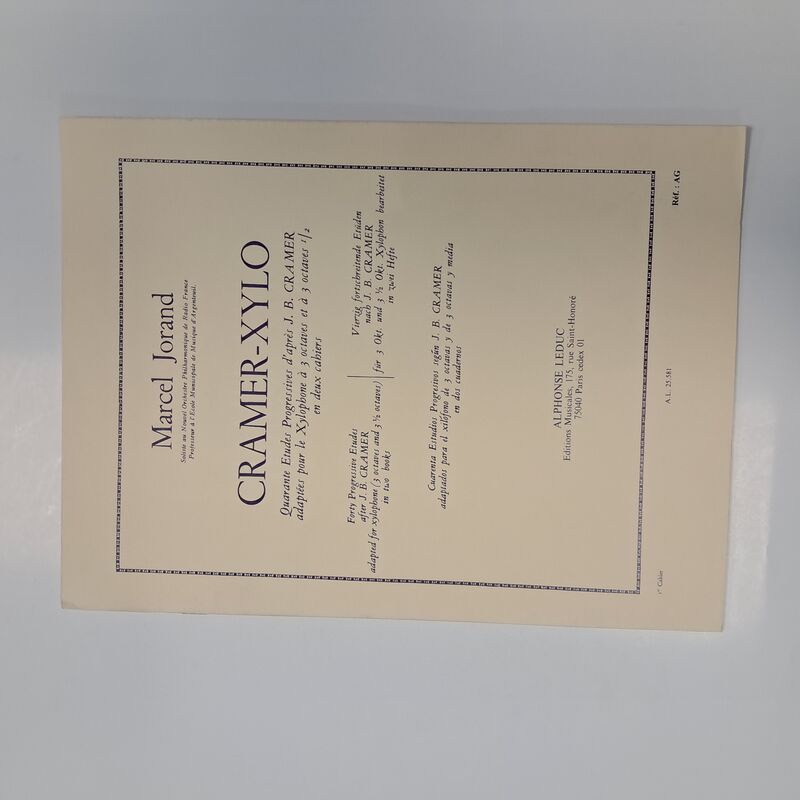 Marcel Jorand
Soliste au Nouvel Orchestre Philharmonique de Radio France
Professeur à l'Ecole Municipale de Musique d'Argenteuil.
CRAMER-XYLO
Quarante Etudes Progressives d'après J. B. CRAMER
adaptées pour le Xylophone à 3 octaves et à 3 octaves 1/2
en deux cahiers
Forty Progressive Etudes
after J. B. CRAMER
adapted for xylophone (3 octaves and 3 ½ octaves)
in two books
Vierzig fortschreitende Etüden
nach J. B. CRAMER
fur 3 Okt. und 3 ½ Okt. Xylophon bearbeitet
in zwei Hefte
Cuarenta Estudios Progresivos según J. B. CRAMER
adaptados para el xilófono de 3 octavas y de 3 octavas y media
en dos cuadernos
ALPHONSE LEDUC
Editions Musicales, 175, rue Saint-Honoré
75040 Paris cedex 01
1er Cahier
A.L. 25.581
Réf. : AG